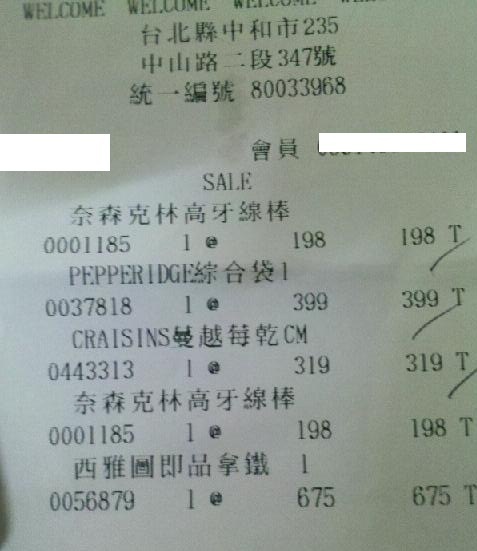 WELCOME WELCOME WELCOME
台北縣中和市235
中山路二段347號
統一編號 80033968
會員
SALE
奈森克林高牙線棒
0001185 1 @ 198 198 T
PEPPERIDGE綜合袋1
0037818 1 @ 399 399 T
CRAISINS蔓越莓乾CM
0443313 1 @ 319 319 T
奈森克林高牙線棒
0001185 1 @ 198 198 T
西雅圖即品拿鐵 1
0056879 1 @ 675 675 T